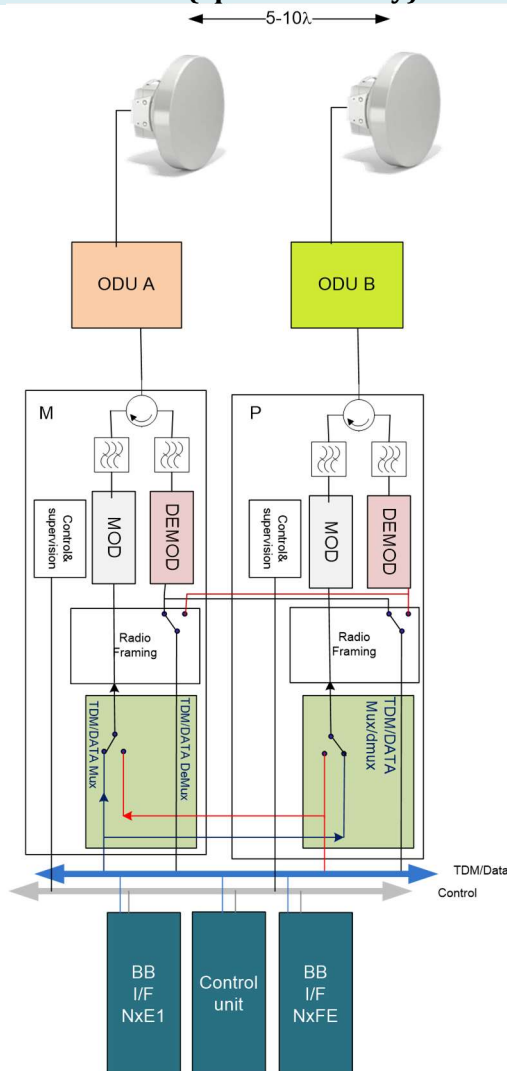 5-10λ
ODU A
ODU B
M
P
Control&
supervision
MOD
DEMOD
Control&
supervision
MOD
DEMOD
Radio
Framing
Radio
Framing
TDM/DATA Mux
TDM/DATA DeMux
TDM/DATA
Mux/dmux
TDM/Data
Control
BB
I/F
NxE1
Control
unit
BB
I/F
NxFE